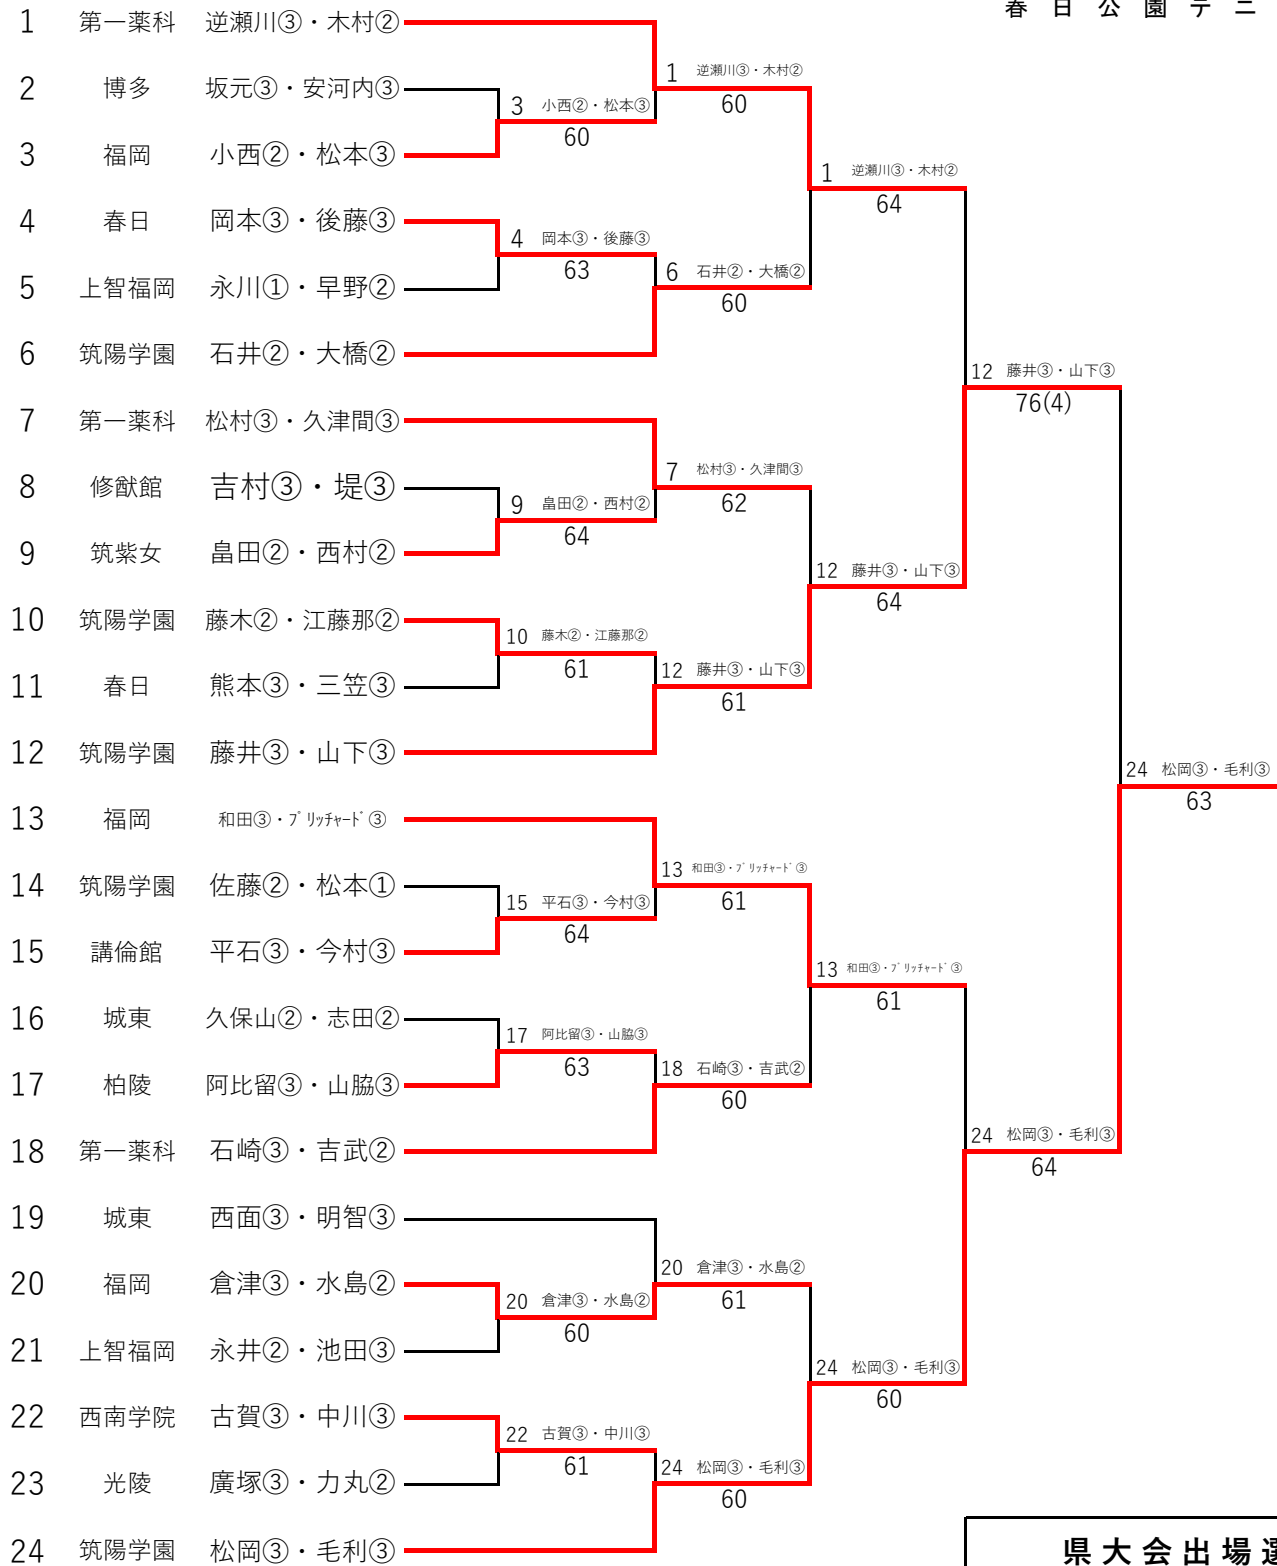 春日公園テニ
1 第一薬科 逆瀬川③・木村②
2 博多 坂元③・安河内③
3 福岡 小西②・松本③
4 春日 岡本③・後藤③
5 上智福岡 永川①・早野②
6 筑陽学園 石井②・大橋②
7 第一薬科 松村③・久津間③
8 修猷館 吉村③・堤③
9 筑紫女 畠田②・西村②
10 筑陽学園 藤木②・江藤那②
11 春日 熊本③・三笠③
12 筑陽学園 藤井③・山下③
13 福岡 和田③・ﾌﾟﾘｯﾁｬｰﾄﾞ③
14 筑陽学園 佐藤②・松本①
15 講倫館 平石③・今村③
16 城東 久保山②・志田②
17 柏陵 阿比留③・山脇③
18 第一薬科 石崎③・吉武②
19 城東 西面③・明智③
20 福岡 倉津③・水島②
21 上智福岡 永井②・池田③
22 西南学院 古賀③・中川③
23 光陵 廣塚③・力丸②
24 筑陽学園 松岡③・毛利③
3 小西②・松本③
60
4 岡本③・後藤③
63
9 畠田②・西村②
64
10 藤木②・江藤那②
61
15 平石③・今村③
64
17 阿比留③・山脇③
63
20 倉津③・水島②
60
22 古賀③・中川③
61
1 逆瀬川③・木村②
60
6 石井②・大橋②
60
7 松村③・久津間③
62
12 藤井③・山下③
61
13 和田③・ﾌﾟﾘｯﾁｬｰﾄﾞ③
61
18 石崎③・吉武②
60
20 倉津③・水島②
61
24 松岡③・毛利③
60
1 逆瀬川③・木村②
64
12 藤井③・山下③
64
13 和田③・ﾌﾟﾘｯﾁｬｰﾄﾞ③
61
24 松岡③・毛利③
60
12 藤井③・山下③
76(4)
24 松岡③・毛利③
64
24 松岡③・毛利③
63
県大会出場選